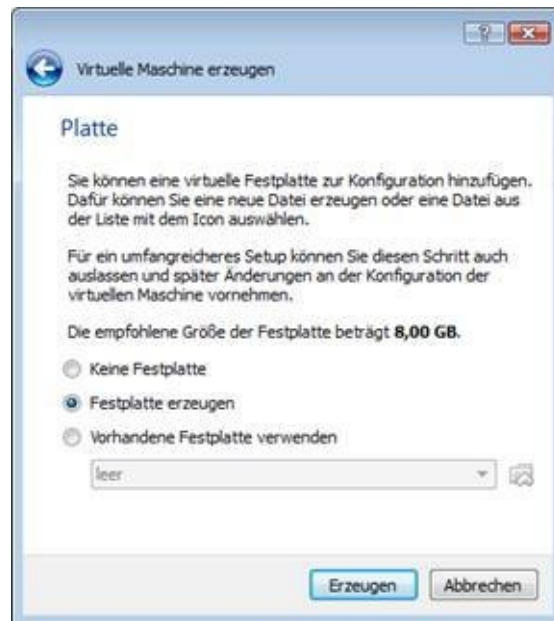 Virtuelle Maschine erzeugen
Platte
Sie können eine virtuelle Festplatte zur Konfiguration hinzufügen.
Dafür können Sie eine neue Datei erzeugen oder eine Datei aus
der Liste mit dem Icon auswählen.
Für ein umfangreicheres Setup können Sie diesen Schritt auch
auslassen und später Änderungen an der Konfiguration der
virtuellen Maschine vornehmen.
Die empfohlene Größe der Festplatte beträgt 8,00 GB.
Keine Festplatte
Festplatte erzeugen
Vorhandene Festplatte verwenden
leer
Erzeugen Abbrechen